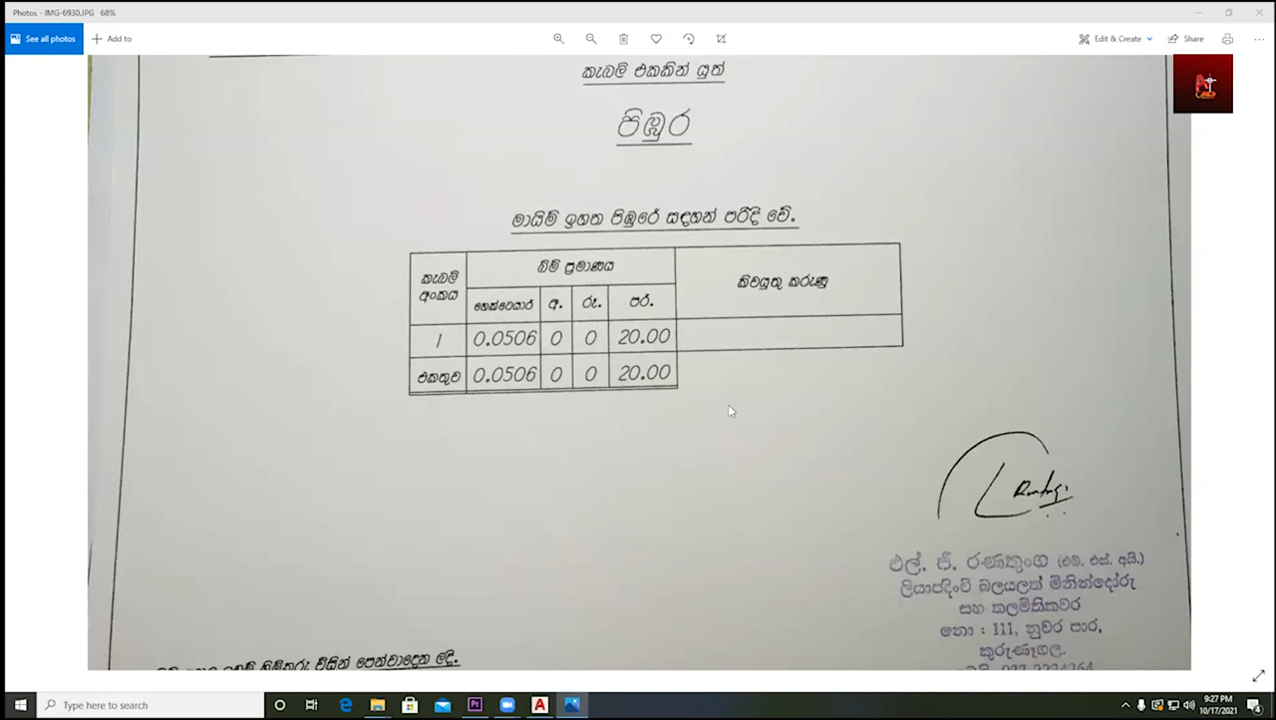 Photos - IMG-6930.JPG 68%
See all photos
Add to
Edit & Create
Share
කැබලි එකකින් යුත්
පිඹුර
මායිම් ඉහත පිඹුරේ සඳහන් පරිදි වේ.
කැබලි අංකය බිම් ප්‍රමාණය කිවයුතු කරුණු
හෙක්ටෙයාර් අ. රූ. පර්.
1 0.0506 0 0 20.00
එකතුව 0.0506 0 0 20.00
එල්. ජී. රණතුංග (එම්. එස්. අයි.)
ලියාපදිංචි බලයලත් මිනින්දෝරු
සහ තලමිතිකවර
නො : 111, නුවර පාර,
කුරුණෑගල.
විසින් පෙන්වාදෙන ලදි.
Type here to search
9:27 PM
10/17/2021